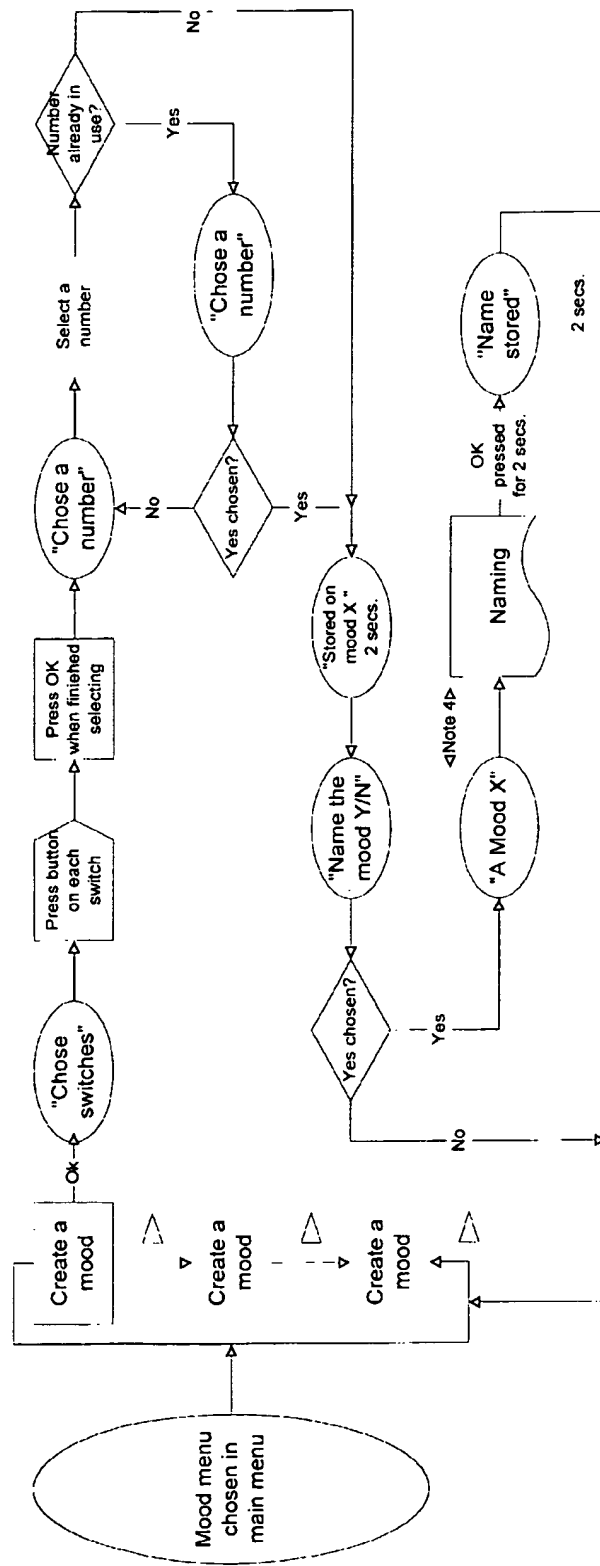 Mood menu
chosen in
main menu
Create a
mood
Create a
mood
Create a
mood
Ok
"Chose
switches"
Press button
on each
switch
Press OK
when finiehed
selecting
"Chose a
number"
Select a
number
Number
already in
use?
No
Yes
"Chose a
number"
Yes chosen?
No
Yes
"Stored on
mood X "
2 secs.
"Name the
mood Y/N"
Yes chosen?
No
Yes
"A Mood X"
Note 4
Naming
OK
pressed
for 2 secs.
"Name
stored"
2 secs.